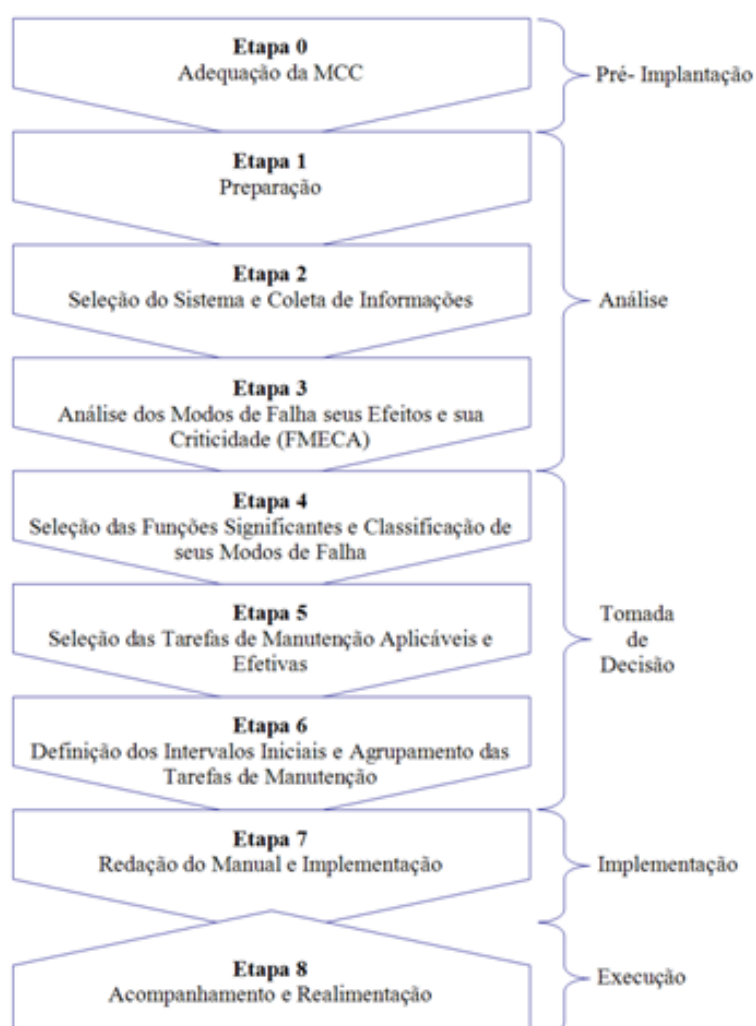 Etapa 0
Adequação da MCC
Pré- Implantação
Etapa 1
Preparação
Etapa 2
Seleção do Sistema e Coleta de Informações
Análise
Etapa 3
Análise dos Modos de Falha seus Efeitos e sua
Criticidade (FMECA)
Etapa 4
Seleção das Funções Significantes e Classificação de
seus Modos de Falha
Etapa 5
Seleção das Tarefas de Manutenção Aplicáveis e
Efetivas
Tomada
de
Decisão
Etapa 6
Definição dos Intervalos Iniciais e Agrupamento das
Tarefas de Manutenção
Etapa 7
Redação do Manual e Implementação
Implementação
Etapa 8
Acompanhamento e Realimentação
Execução